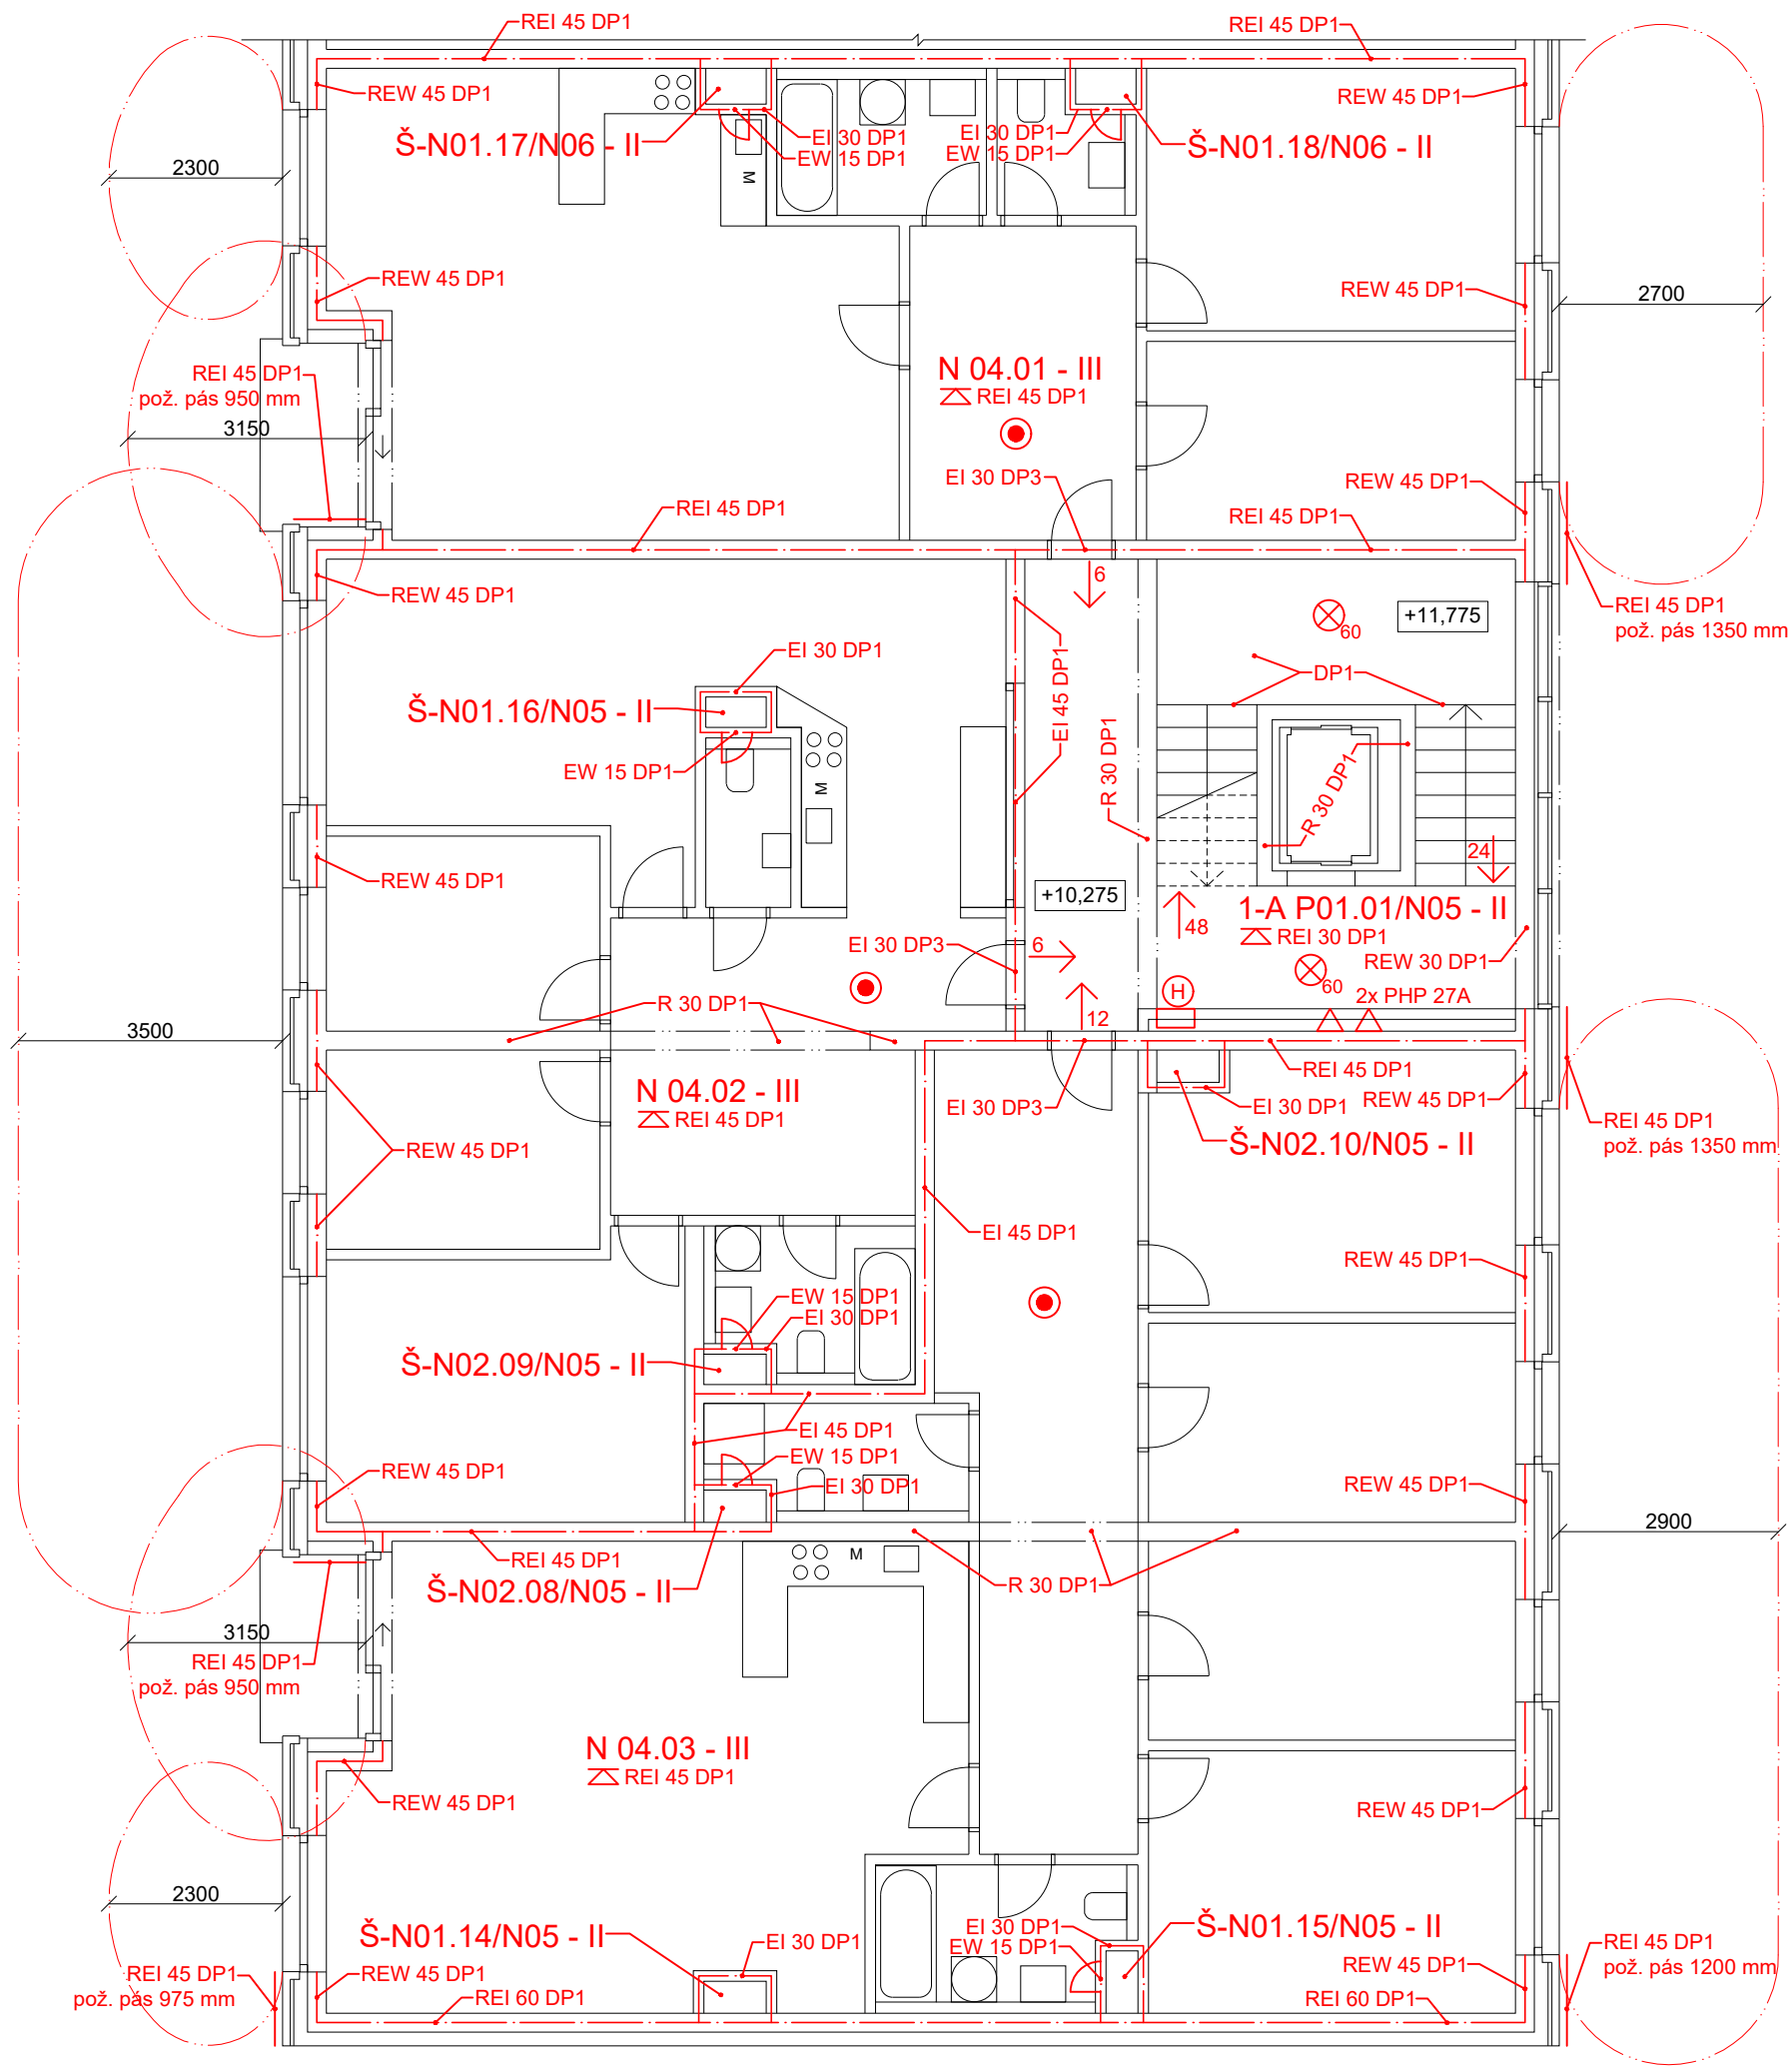 REI 45 DP1
REI 45 DP1
REW 45 DP1
REW 45 DP1
Š-N01.17/N06 - II
EI 30 DP1
EW 15 DP1
EI 30 DP1
EW 15 DP1
Š-N01.18/N06 - II
2300
M
REW 45 DP1
REW 45 DP1
2700
N 04.01 - III
REI 45 DP1
REI 45 DP1
pož. pás 950 mm
3150
EI 30 DP3
REW 45 DP1
REI 45 DP1
REI 45 DP1
6
REW 45 DP1
60
+11,775
REI 45 DP1
pož. pás 1350 mm
EI 30 DP1
EI 45 DP1
DP1
Š-N01.16/N05 - II
EW 15 DP1
M
R 30 DP1
R 30 DP1
24
REW 45 DP1
+10,275
48
1-A P01.01/N05 - II
REI 30 DP1
EI 30 DP3
6
REW 30 DP1
60
2x PHP 27A
H
R 30 DP1
12
3500
REI 45 DP1
N 04.02 - III
REI 45 DP1
EI 30 DP3
EI 30 DP1
REW 45 DP1
REI 45 DP1
pož. pás 1350 mm
REW 45 DP1
Š-N02.10/N05 - II
EI 45 DP1
REW 45 DP1
EW 15 DP1
EI 30 DP1
Š-N02.09/N05 - II
EI 45 DP1
EW 15 DP1
REW 45 DP1
EI 30 DP1
REW 45 DP1
2900
REI 45 DP1
M
Š-N02.08/N05 - II
R 30 DP1
3150
REI 45 DP1
pož. pás 950 mm
N 04.03 - III
REI 45 DP1
REW 45 DP1
REW 45 DP1
2300
Š-N01.14/N05 - II
EI 30 DP1
EI 30 DP1
EW 15 DP1
Š-N01.15/N05 - II
REI 45 DP1
pož. pás 975 mm
REW 45 DP1
REI 60 DP1
REW 45 DP1
REI 60 DP1
REI 45 DP1
pož. pás 1200 mm